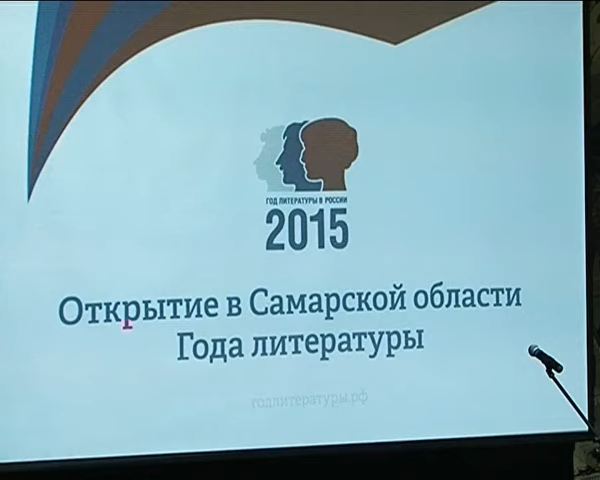 ГОД ЛИТЕРАТУРЫ В РОССИИ
2015
Открытие в Самарской области
Года литературы
годлитературы.рф